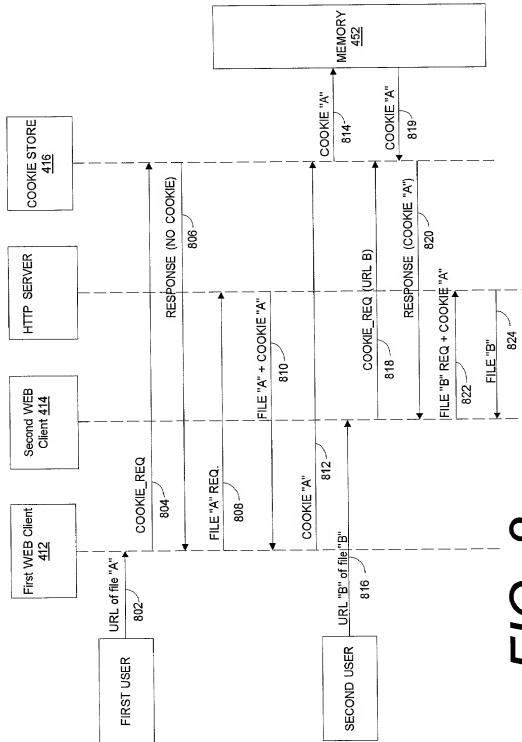 First WEB Client
412
Second WEB
Client 414
HTTP SERVER
COOKIE STORE
416
MEMORY
452
FIRST USER
URL of file "A"
802
COOKIE_REQ
804
RESPONSE (NO COOKIE)
806
FILE "A" REQ.
808
FILE "A" + COOKIE "A"
810
COOKIE "A"
812
COOKIE "A"
814
SECOND USER
URL "B" of file "B"
816
COOKIE_REQ (URL B)
818
COOKIE "A"
819
RESPONSE (COOKIE "A")
820
FILE "B" REQ + COOKIE "A"
822
FILE "B"
824